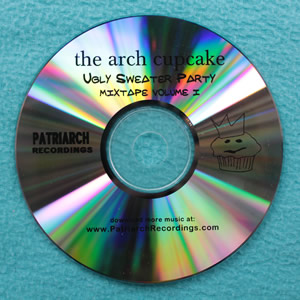 the arch cupcake
Ugly Sweater Party
mixtape volume I
PATRIARCH
RECORDINGS
download more music at:
www.PatriarchRecordings.com